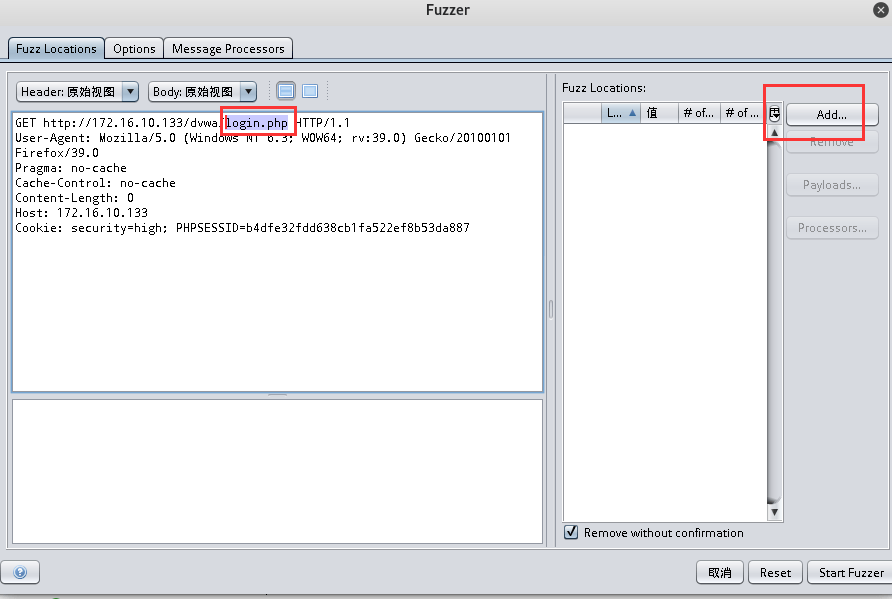 Fuzzer
Fuzz Locations
Options
Message Processors
Header: 原始视图
Body: 原始视图
GET http://172.16.10.133/dvwa/login.php HTTP/1.1
User-Agent: Mozilla/5.0 (Windows NT 6.3; WOW64; rv:39.0) Gecko/20100101
Firefox/39.0
Pragma: no-cache
Cache-Control: no-cache
Content-Length: 0
Host: 172.16.10.133
Cookie: security=high; PHPSESSID=b4dfe32fdd638cb1fa522ef8b53da887
Fuzz Locations:
L... 值 # of... # of ...
Add...
Remove
Payloads...
Processors...
Remove without confirmation
取消
Reset
Start Fuzzer